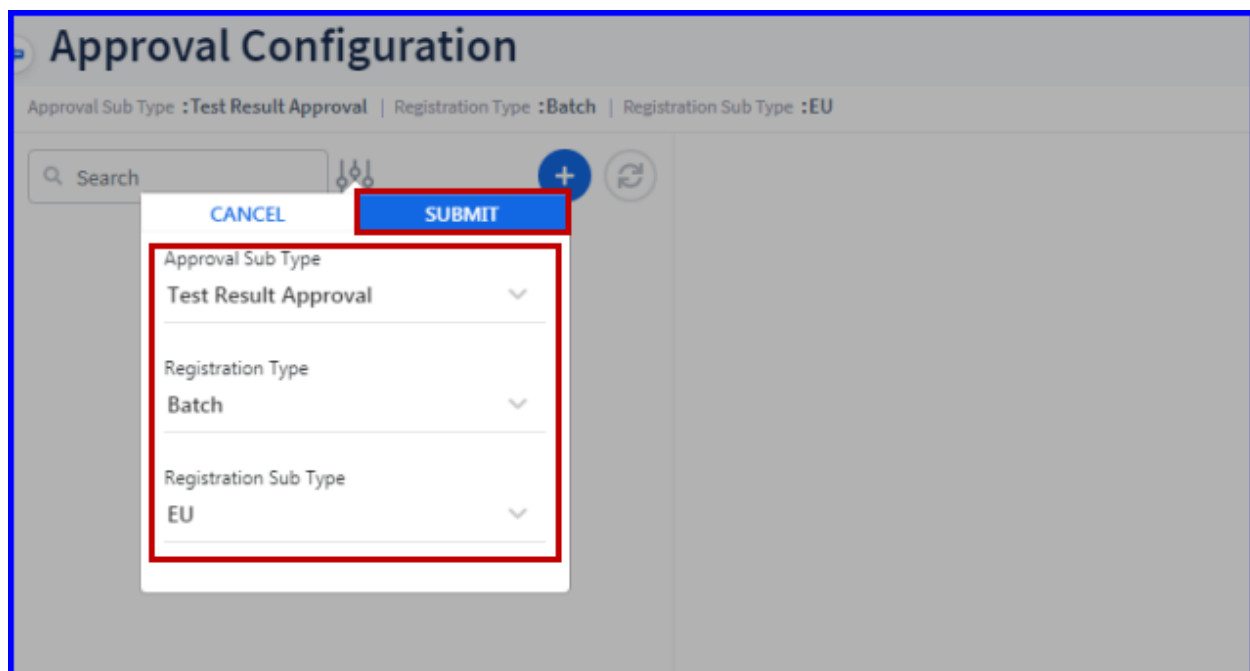 Approval Configuration
Approval Sub Type :Test Result Approval | Registration Type :Batch | Registration Sub Type :EU
Search
CANCEL SUBMIT
Approval Sub Type
Test Result Approval
Registration Type
Batch
Registration Sub Type
EU